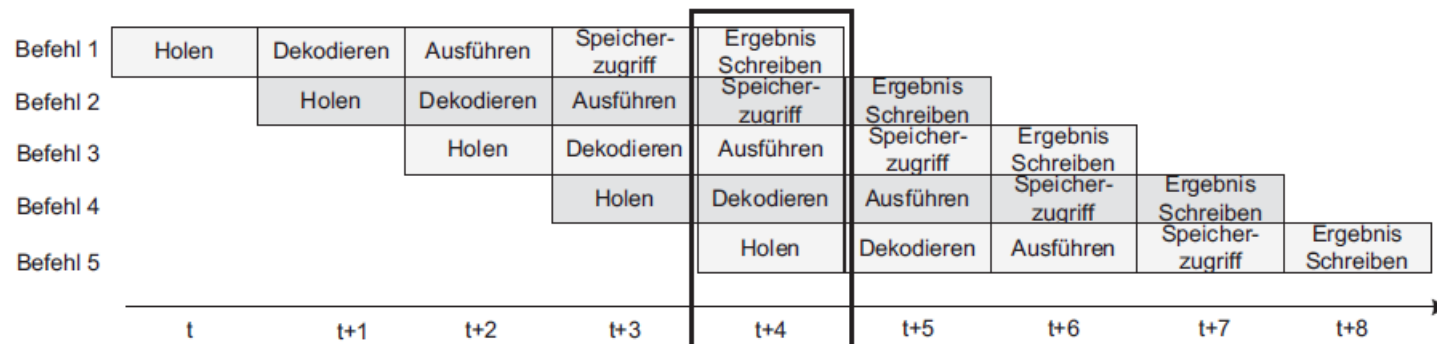 Befehl 1 Holen Dekodieren Ausführen Speicher-zugriff Ergebnis Schreiben
Befehl 2 Holen Dekodieren Ausführen Speicher-zugriff Ergebnis Schreiben
Befehl 3 Holen Dekodieren Ausführen Speicher-zugriff Ergebnis Schreiben
Befehl 4 Holen Dekodieren Ausführen Speicher-zugriff Ergebnis Schreiben
Befehl 5 Holen Dekodieren Ausführen Speicher-zugriff Ergebnis Schreiben
t t+1 t+2 t+3 t+4 t+5 t+6 t+7 t+8